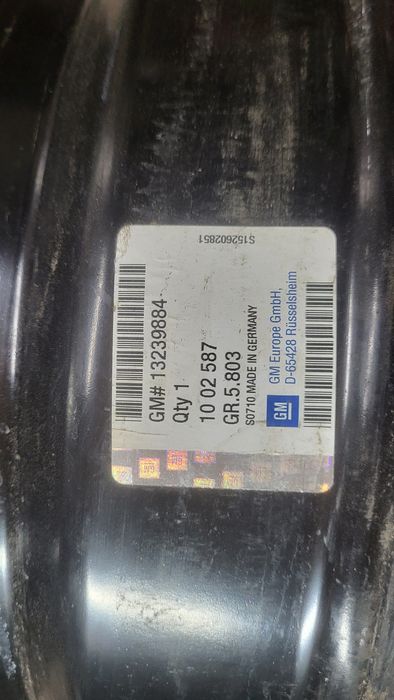 S152602851
GM# 13239884
Qty 1
10 02 587
GR.5.803
S0710 MADE IN GERMANY
GM
GM Europe GmbH,
D-65428 Rüsselsheim